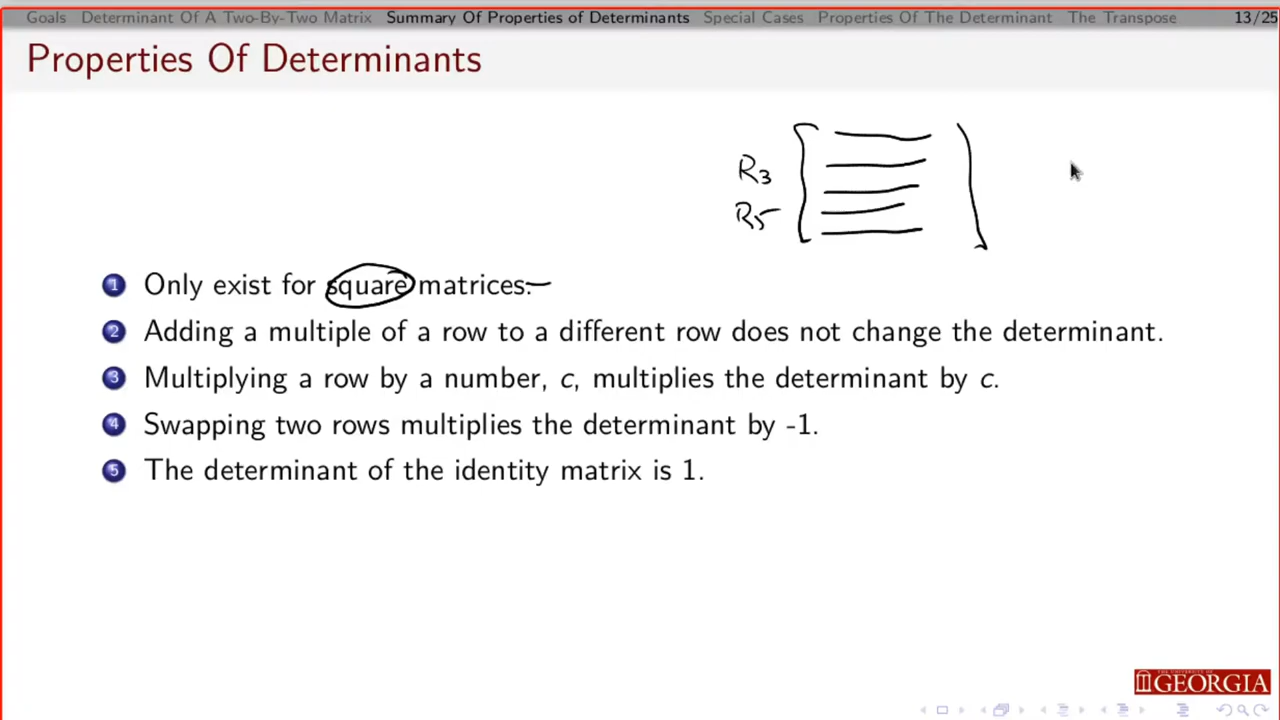 Goals Determinant Of A Two-By-Two Matrix Summary Of Properties of Determinants Special Cases Properties Of The Determinant The Transpose 13/25
Properties Of Determinants
R3
R5
1 Only exist for square matrices.
2 Adding a multiple of a row to a different row does not change the determinant.
3 Multiplying a row by a number, c, multiplies the determinant by c.
4 Swapping two rows multiplies the determinant by -1.
5 The determinant of the identity matrix is 1.
GEORGIA